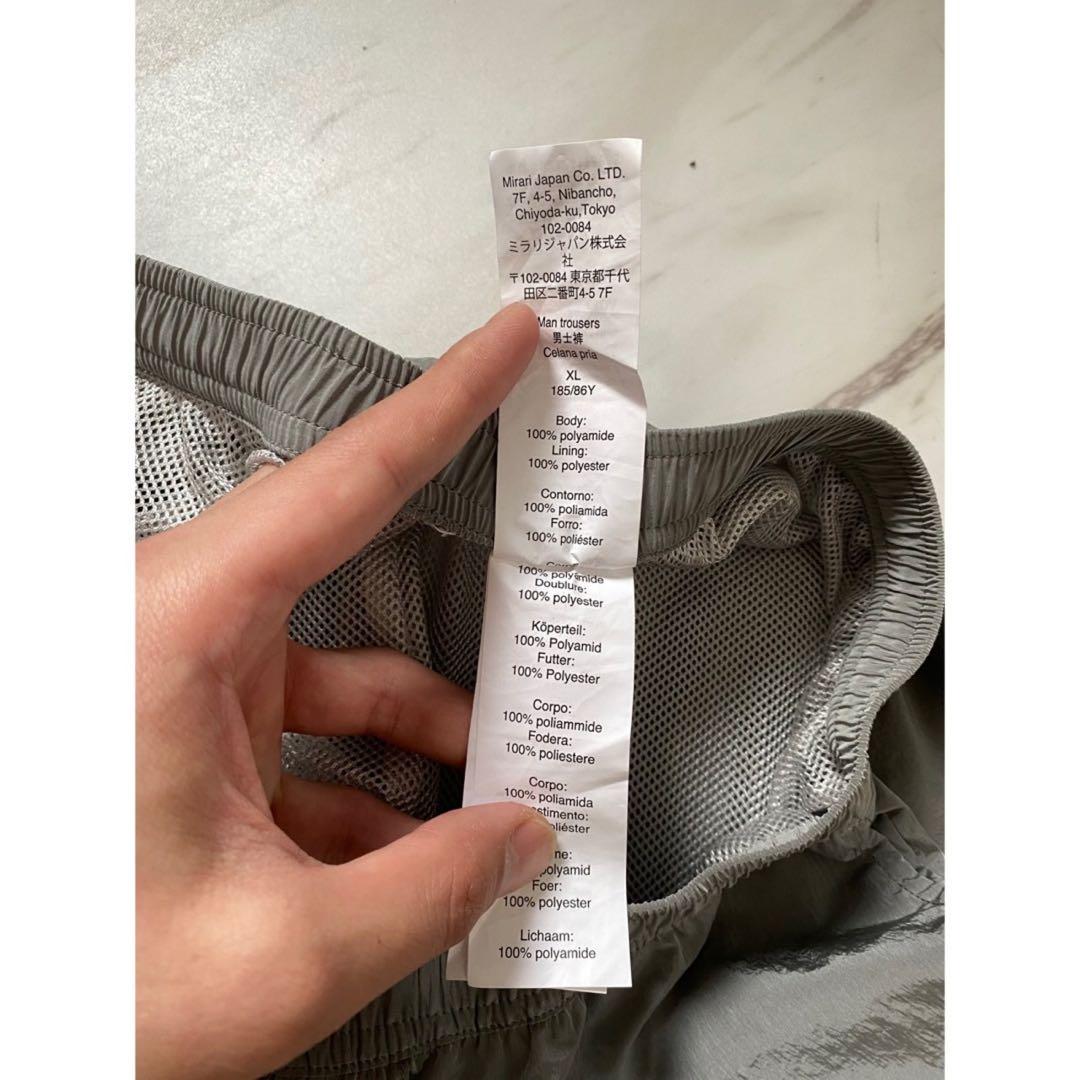 Mirari Japan Co. LTD.
7F, 4-5, Nibancho,
Chiyoda-ku,Tokyo
102-0084
ミラリジャパン株式会
社
〒102-0084 東京都千代
田区二番町4-5 7F
Man trousers
男士裤
Celana pria
XL
185/86Y
Body:
100% polyamide
Lining:
100% polyester
Contorno:
100% poliamida
Forro:
100% poliéster
100% polyamide
Doublure:
100% polyester
Köperteil:
100% Polyamid
Futter:
100% Polyester
Corpo:
100% poliammide
Fodera:
100% poliestere
Corpo:
100% poliamida
stimento:
oliéster
ne:
polyamid
Foer:
100% polyester
Lichaam:
100% polyamide